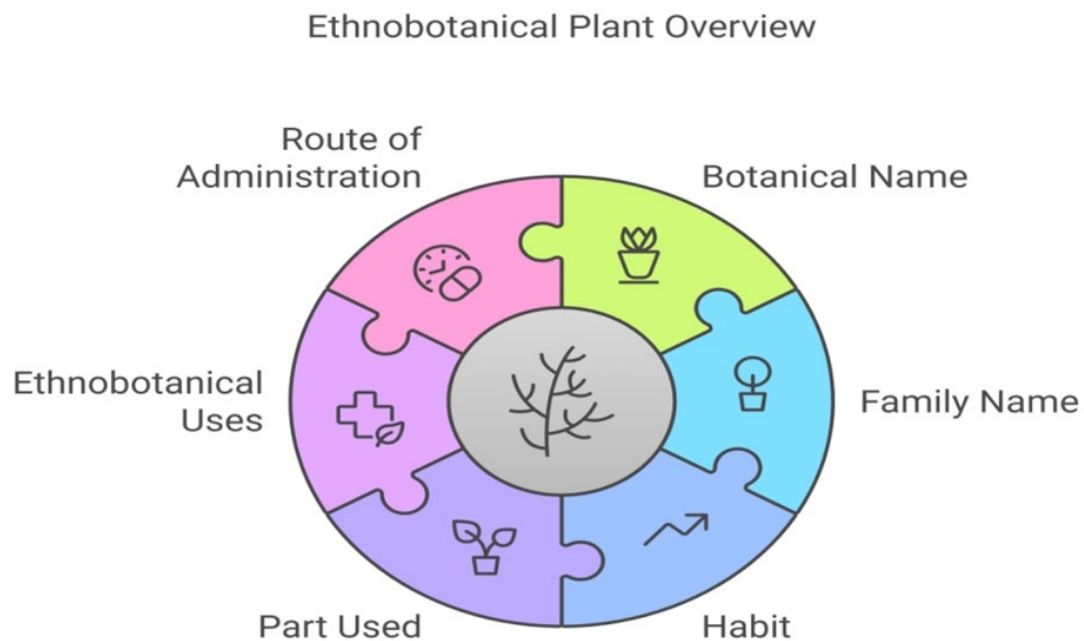 Ethnobotanical Plant Overview
Route of
Administration
Botanical Name
Ethnobotanical
Uses
Family Name
Part Used
Habit